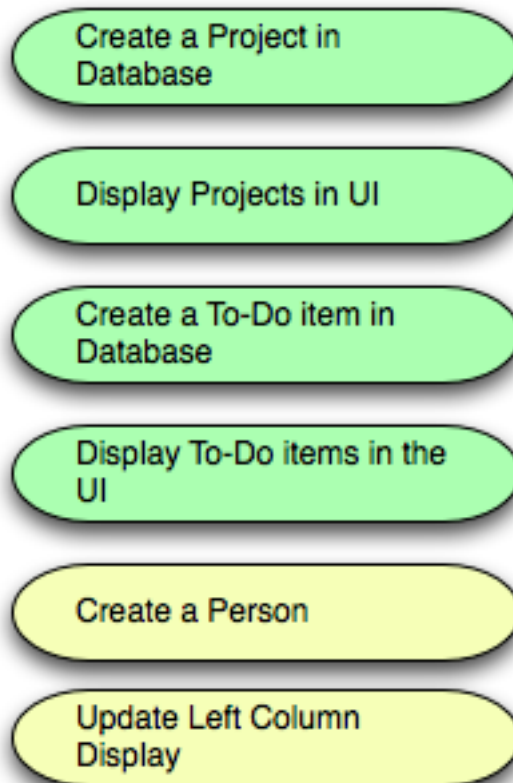 Create a Project in
Database
Display Projects in UI
Create a To-Do item in
Database
Display To-Do items in the
UI
Create a Person
Update Left Column
Display